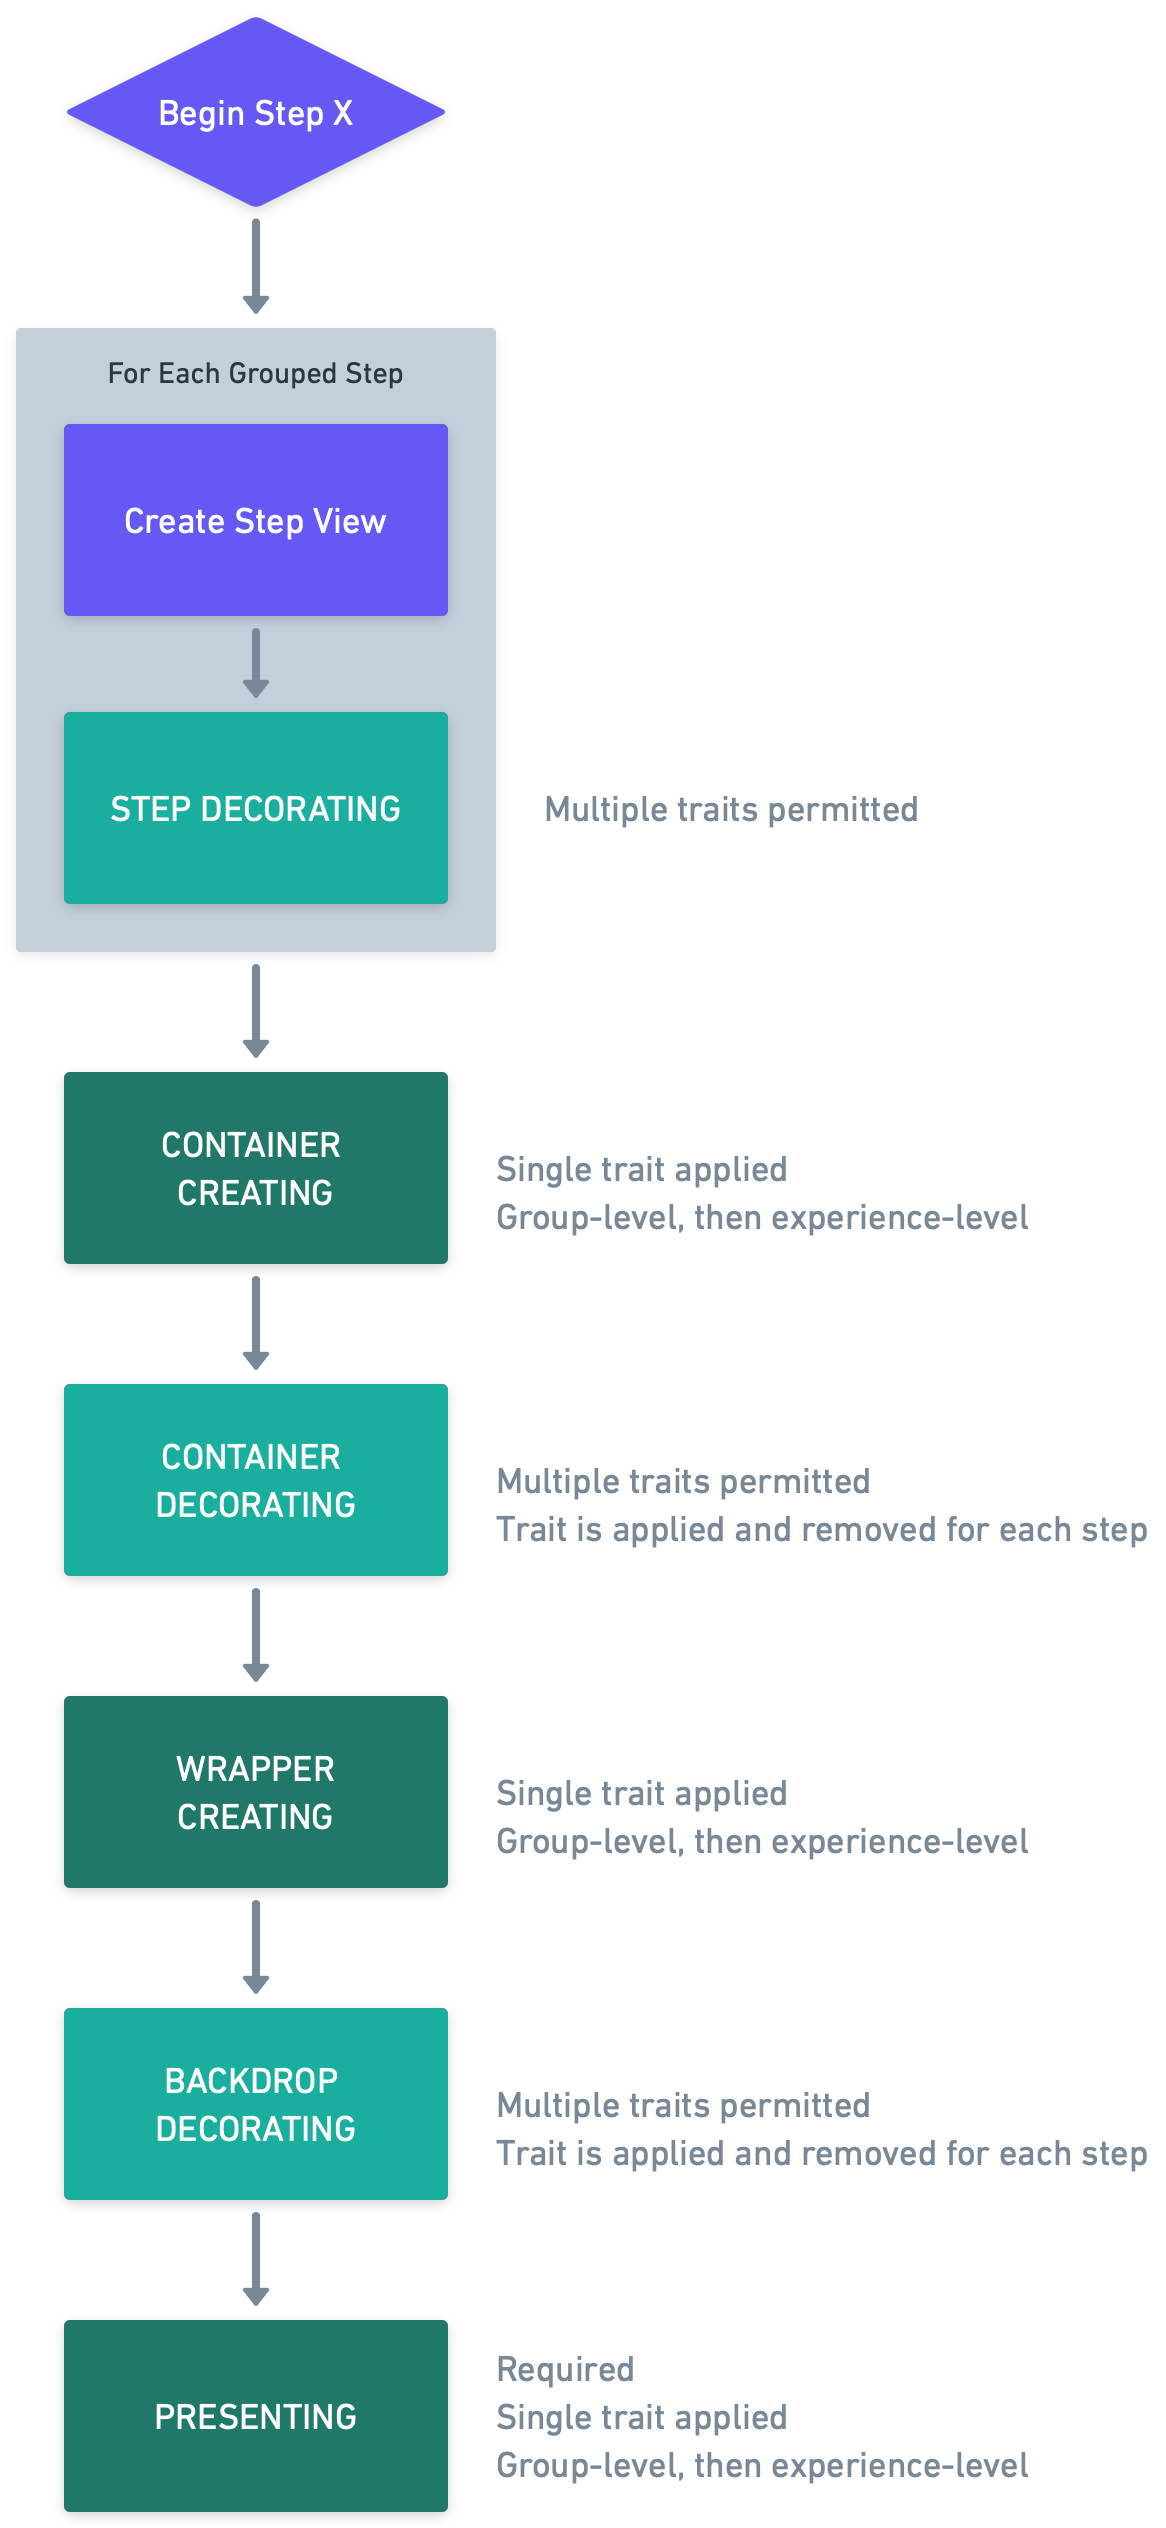 Begin Step X
For Each Grouped Step
Create Step View
STEP DECORATING
Multiple traits permitted
CONTAINER
CREATING
Single trait applied
Group-level, then experience-level
CONTAINER
DECORATING
Multiple traits permitted
Trait is applied and removed for each step
WRAPPER
CREATING
Single trait applied
Group-level, then experience-level
BACKDROP
DECORATING
Multiple traits permitted
Trait is applied and removed for each step
PRESENTING
Required
Single trait applied
Group-level, then experience-level